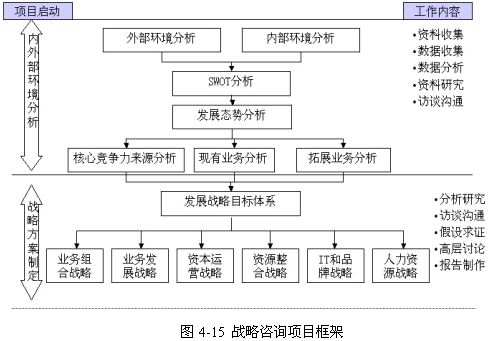 项目启动
工作内容
内外部环境分析
外部环境分析
内部环境分析
SWOT分析
发展态势分析
核心竞争力来源分析
现有业务分析
拓展业务分析
•资料收集
•数据收集
•数据分析
•资料研究
•访谈沟通
战略方案制定
发展战略目标体系
业务组
合战略
业务发
展战略
资本运
营战略
资源整
合战略
IT和品
牌战略
人力资
源战略
•分析研究
•访谈沟通
•假设求证
•高层讨论
•报告制作
图 4-15 战略咨询项目框架